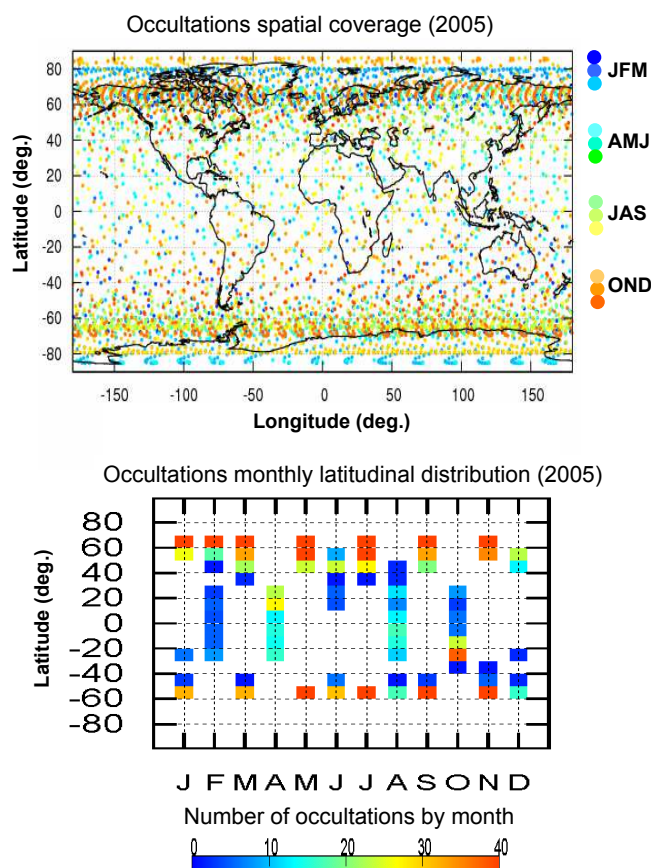 Occultations spatial coverage (2005)
80
60
40
20
0
-20
-40
-60
-80
Latitude (deg.)
-150 -100 -50 0 50 100 150
Longitude (deg.)
JFM
AMJ
JAS
OND
Occultations monthly latitudinal distribution (2005)
80
60
40
20
0
-20
-40
-60
-80
Latitude (deg.)
J F M A M J J A S O N D
Number of occultations by month
0 10 20 30 40